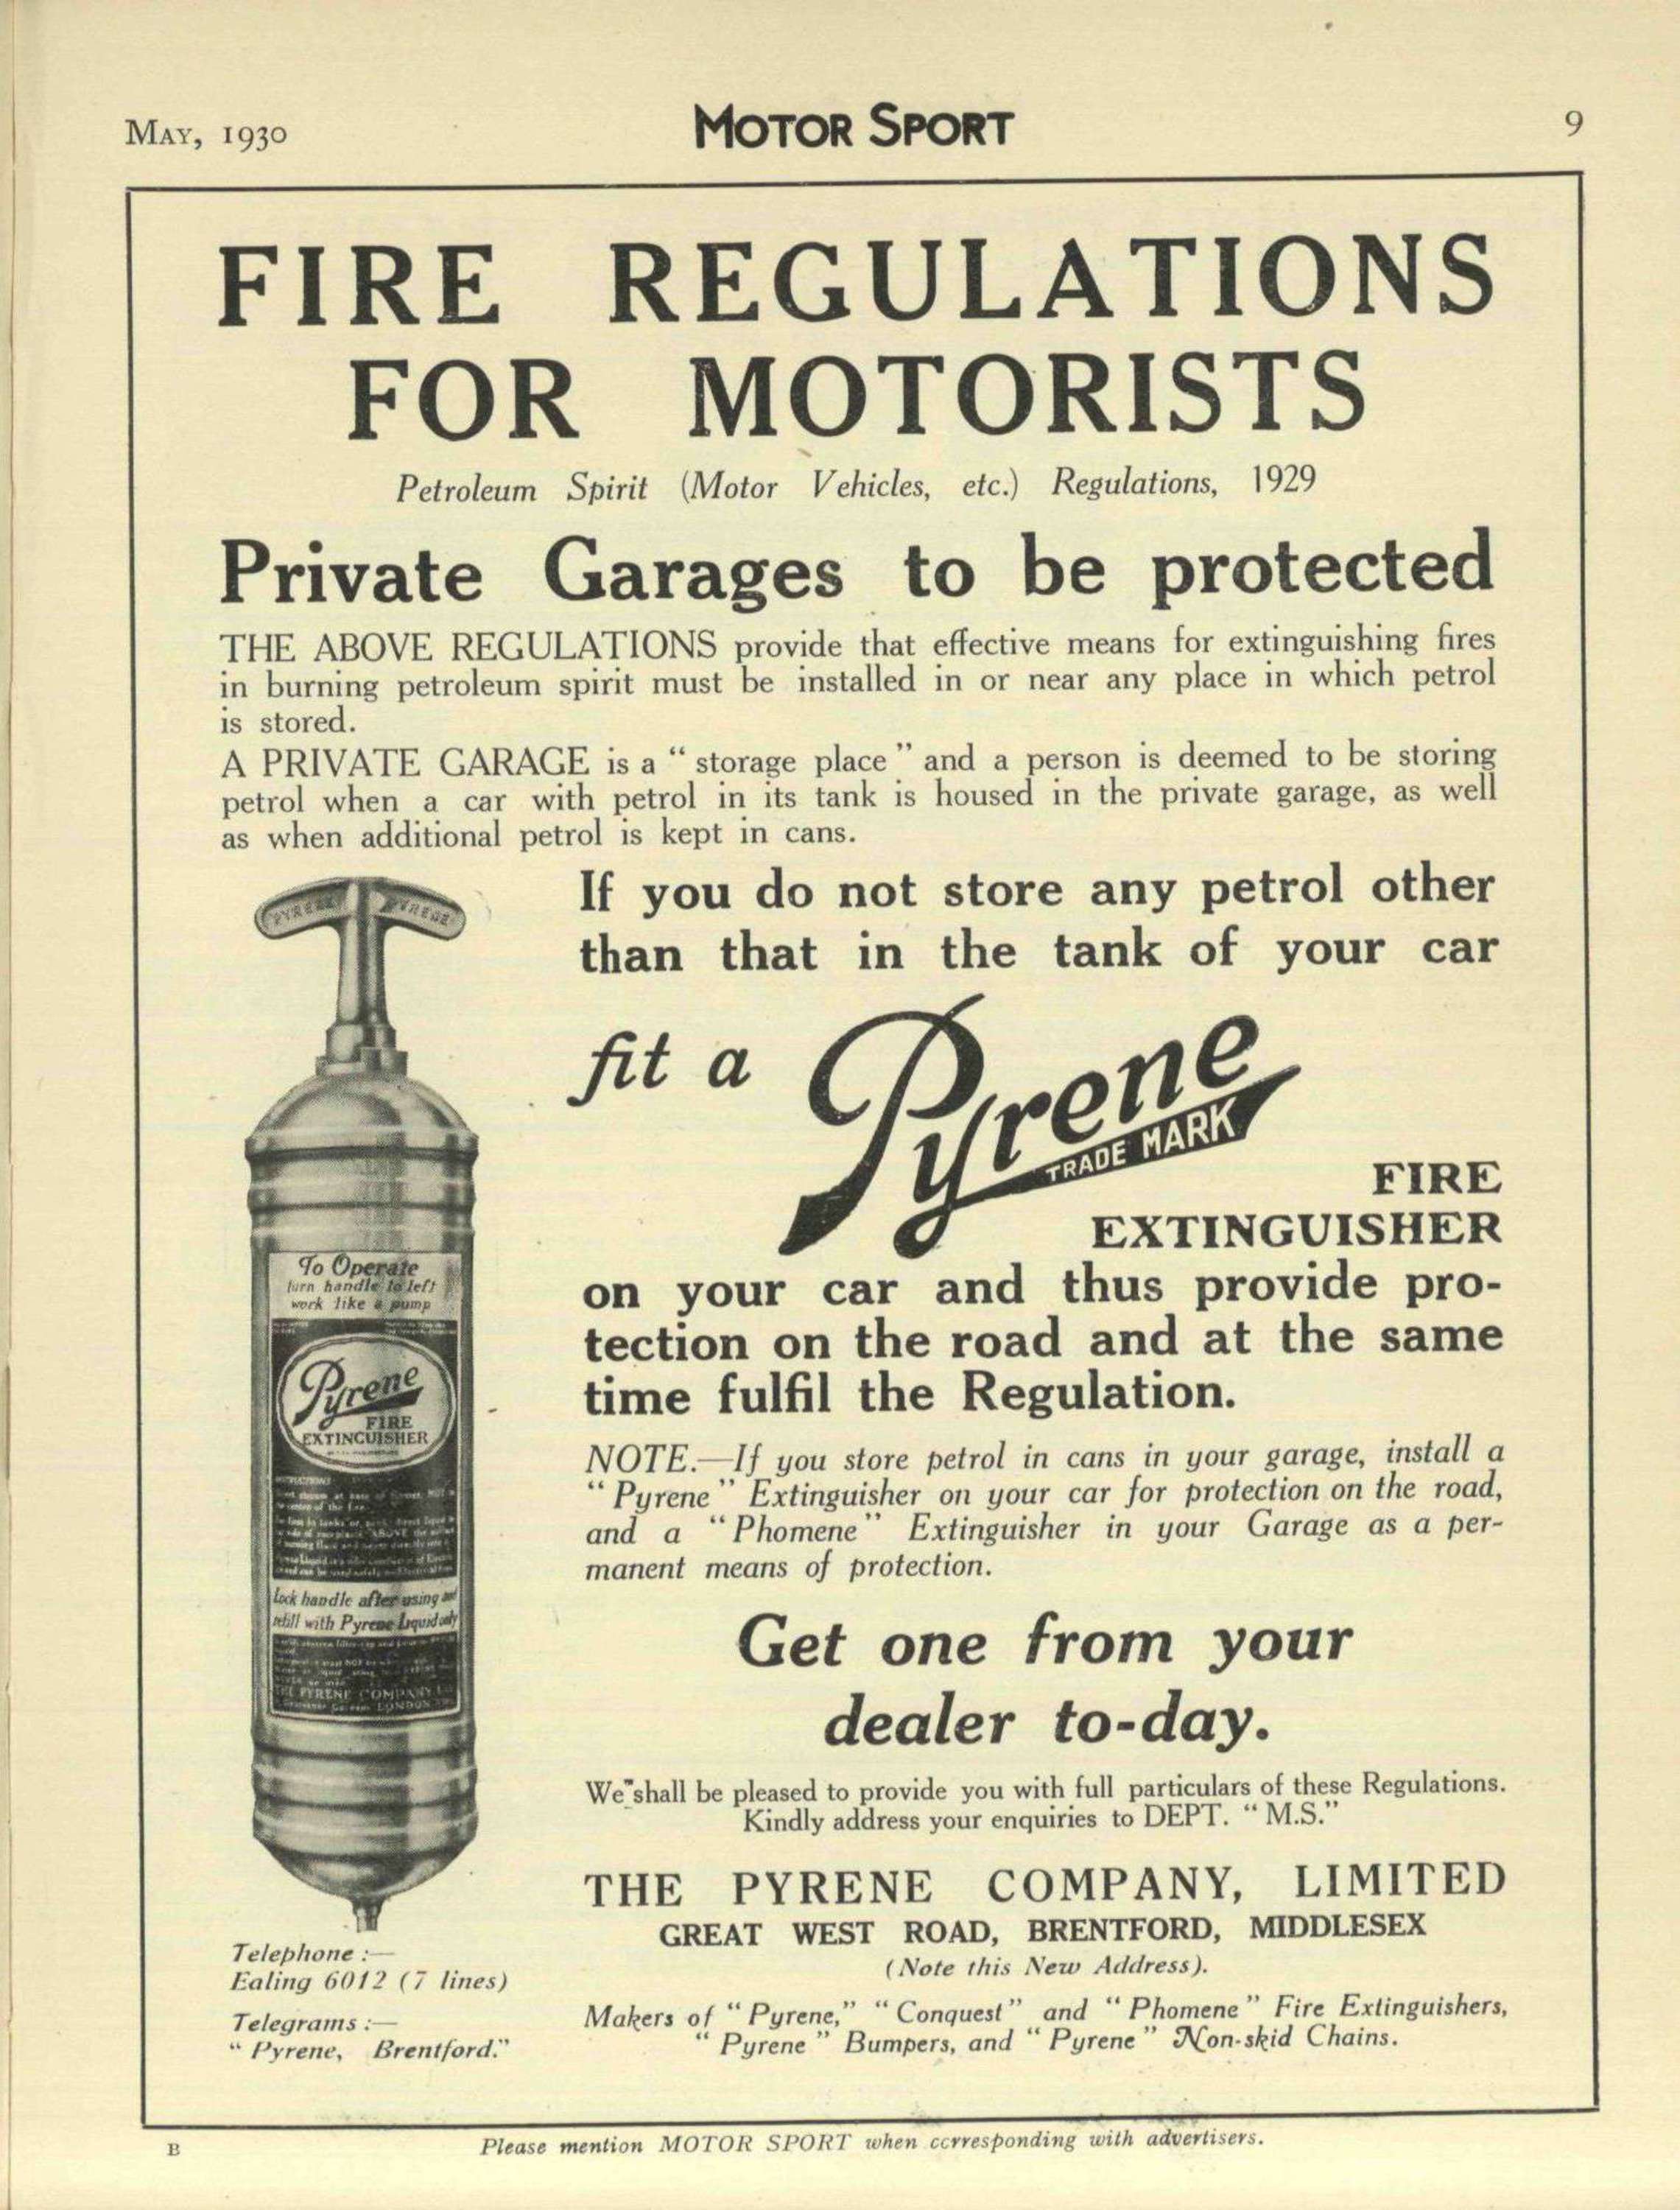 MAY, 1930
MOTOR SPORT
9
FIRE REGULATIONS
FOR MOTORISTS
Petroleum Spirit (Motor Vehicles, etc.) Regulations, 1929
Private Garages to be protected
THE ABOVE REGULATIONS provide that effective means for extinguishing fires
in burning petroleum spirit must be installed in or near any place in which petrol
is stored.
A PRIVATE GARAGE is a “ storage place ” and a person is deemed to be storing
petrol when a car with petrol in its tank is housed in the private garage, as well
as when additional petrol is kept in cans.
If you do not store any petrol other
than that in the tank of your car
fit a Pyrene
TRADE MARK
FIRE
EXTINGUISHER
on your car and thus provide pro-
tection on the road and at the same
time fulfil the Regulation.
NOTE.—If you store petrol in cans in your garage, install a
“ Pyrene ” Extinguisher on your car for protection on the road,
and a “ Phomene ” Extinguisher in your Garage as a per-
manent means of protection.
Get one from your
dealer to-day.
We shall be pleased to provide you with full particulars of these Regulations.
Kindly address your enquiries to DEPT. “ M.S.”
THE PYRENE COMPANY, LIMITED
GREAT WEST ROAD, BRENTFORD, MIDDLESEX
(Note this New Address).
Makers of “ Pyrene,” “ Conquest ” and “ Phomene ” Fire Extinguishers,
“ Pyrene ” Bumpers, and “ Pyrene ” Non-skid Chains.
PYRENE PYRENE
To Operate
turn handle to left
work like a pump
Pyrene
FIRE
EXTINGUISHER
Lock handle after using and
refill with Pyrene Liquid only
THE PYRENE COMPANY
LONDON
Telephone :—
Ealing 6012 (7 lines)
Telegrams :—
“ Pyrene, Brentford.”
B
Please mention MOTOR SPORT when corresponding with advertisers.